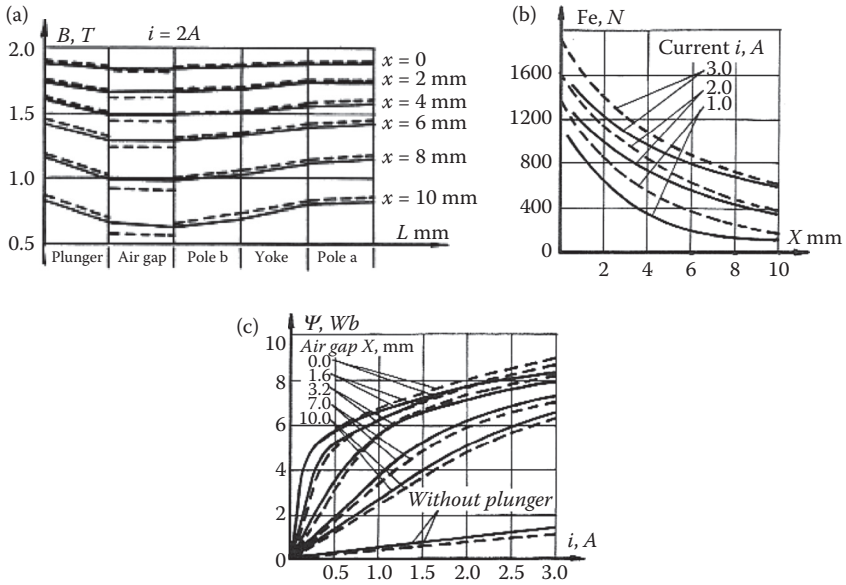 (a)
B, T
i = 2A
2.0
1.5
1.0
0.5
x = 0
x = 2 mm
x = 4 mm
x = 6 mm
x = 8 mm
x = 10 mm
L mm
Plunger
Air gap
Pole b
Yoke
Pole a
(b)
Fe, N
Current i, A
3.0
2.0
1.0
1600
1200
800
400
0
X mm
2 4 6 8 10
(c)
Ψ, Wb
Air gap X, mm
0.0
1.6
3.2
7.0
10.0
10
8
6
4
2
0
Without plunger
i, A
0.5 1.0 1.5 2.0 2.5 3.0